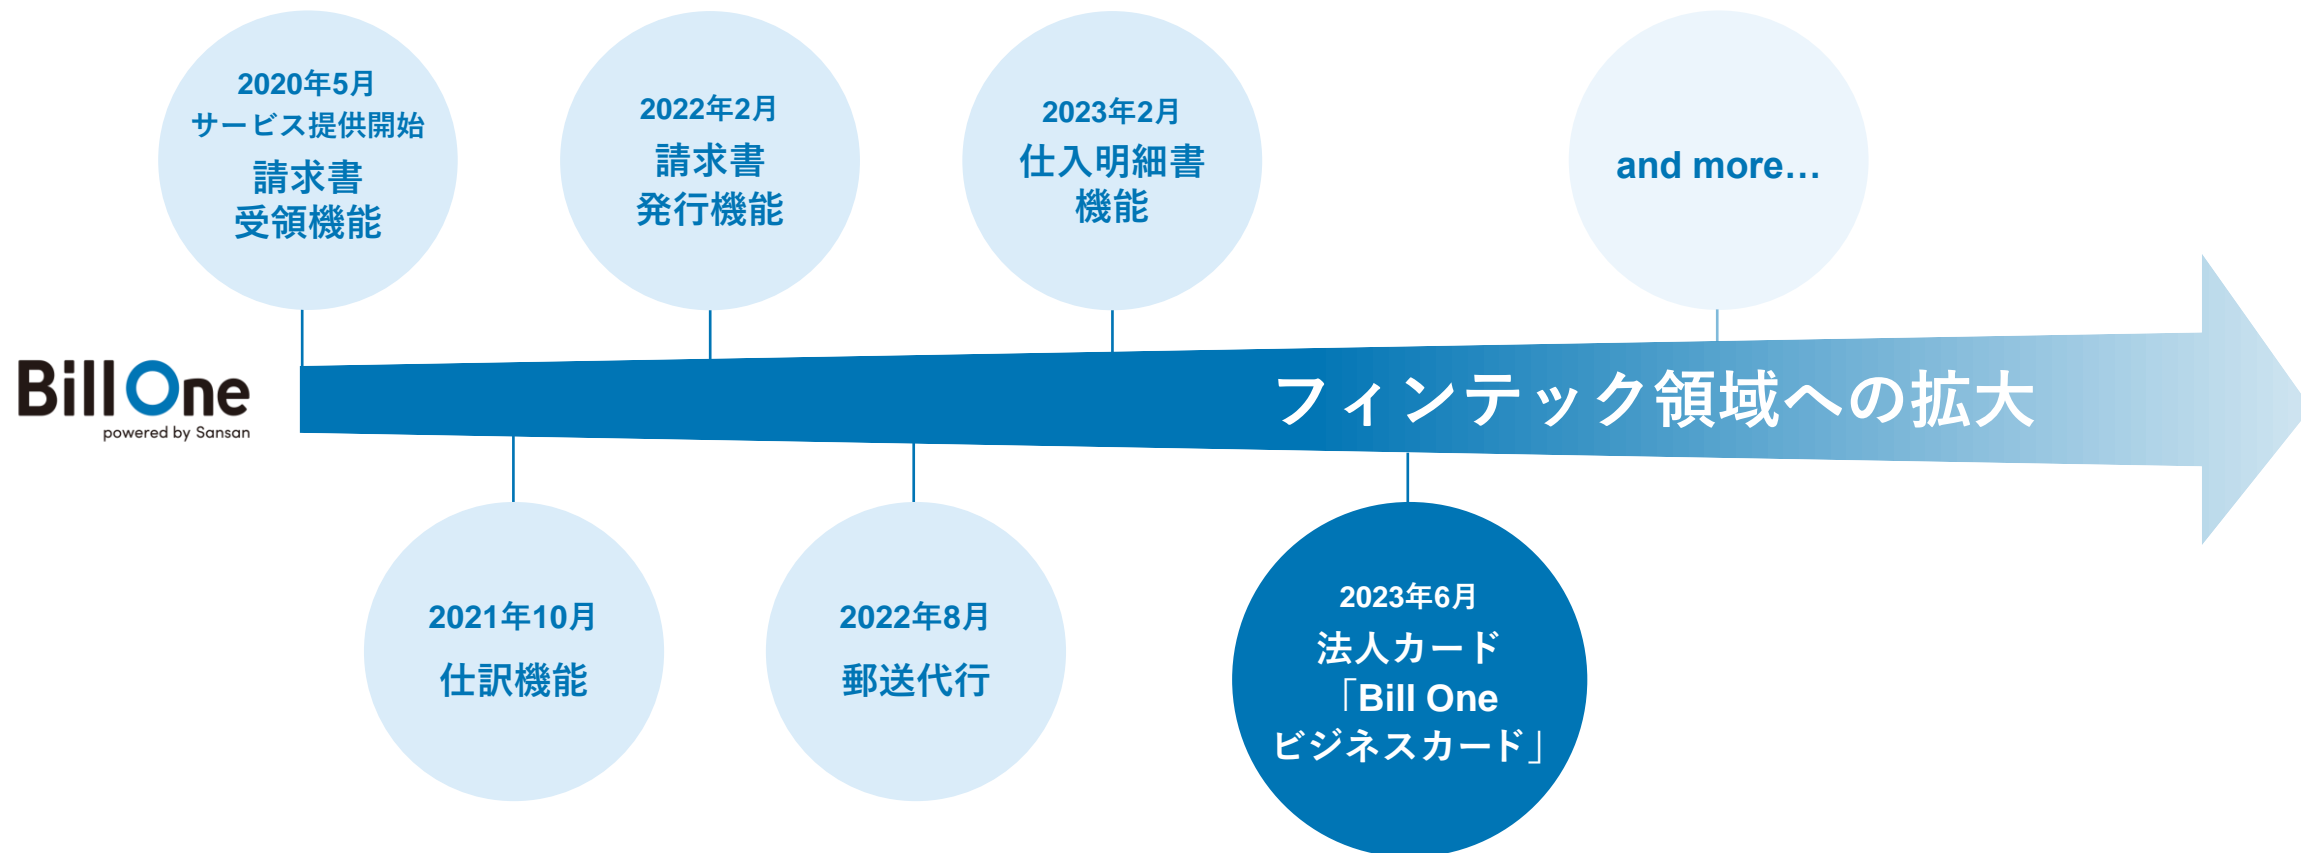 2020年5月
サービス提供開始
請求書
受領機能
2022年2月
請求書
発行機能
2023年2月
仕入明細書
機能
and more…
Bill One
powered by Sansan
フィンテック領域への拡大
2021年10月
仕訳機能
2022年8月
郵送代行
2023年6月
法人カード
「Bill One
ビジネスカード」